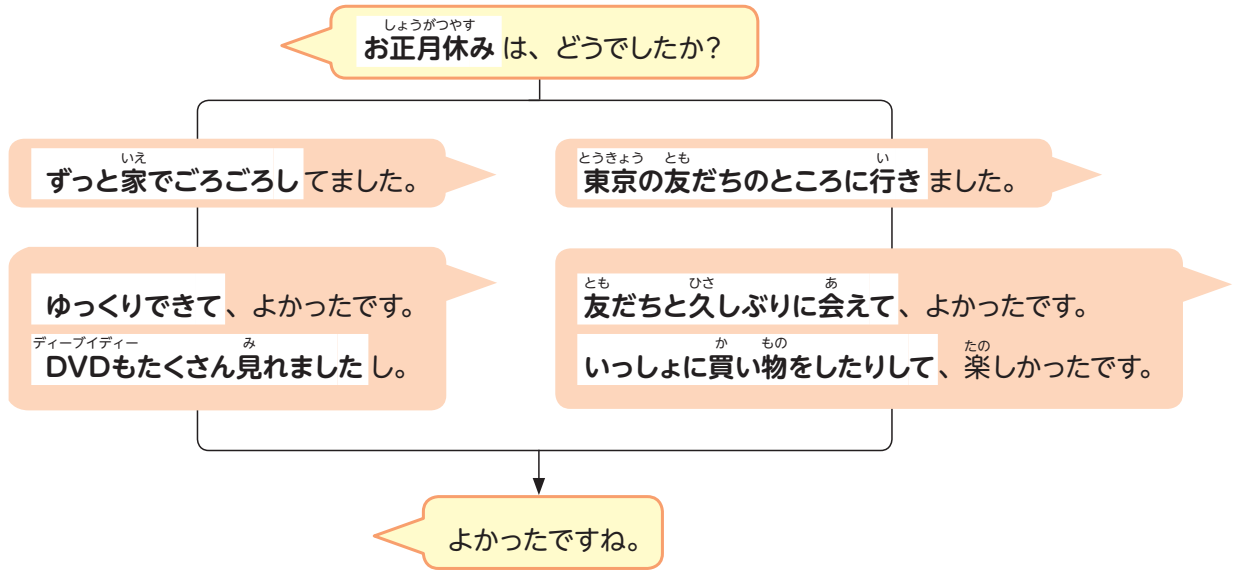 しょうがつやす
お正月休みは、どうでしたか？
いえ
ずっと家でごろごろしてました。
とうきょう とも い
東京の友だちのところに行きました。
ゆっくりできて、よかったです。
ディーブイディー み
DVDもたくさん見れましたし。
とも ひさ あ
友だちと久しぶりに会えて、よかったです。
か もの たの
いっしょに買い物をしたりして、楽しかったです。
よかったですね。